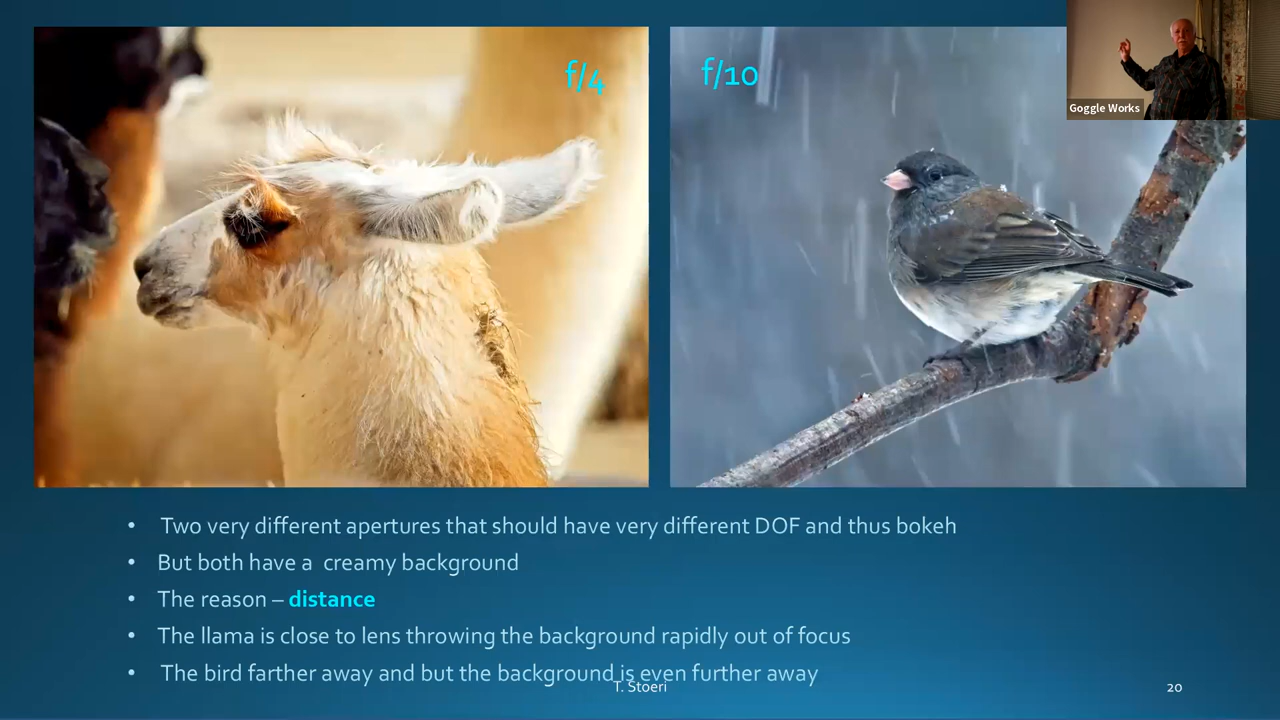 f/4
f/10
Goggle Works
• Two very different apertures that should have very different DOF and thus bokeh
• But both have a creamy background
• The reason – distance
• The llama is close to lens throwing the background rapidly out of focus
• The bird farther away and but the background is even further away
T. Stoeri
20